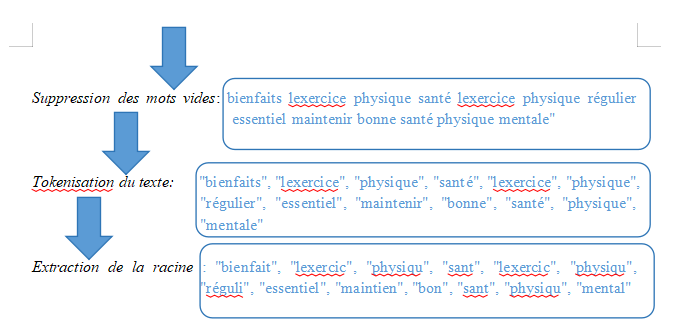 Suppression des mots vides: bienfaits lexercice physique santé lexercice physique régulier
essentiel maintenir bonne santé physique mentale"
Tokenisation du texte: "bienfaits", "lexercice", "physique", "santé", "lexercice", "physique",
"régulier", "essentiel", "maintenir", "bonne", "santé", "physique",
"mentale"
Extraction de la racine : "bienfait", "lexercic", "physiqu", "sant", "lexercic", "physiqu",
"réguli", "essentiel", "maintien", "bon", "sant", "physiqu", "mental"